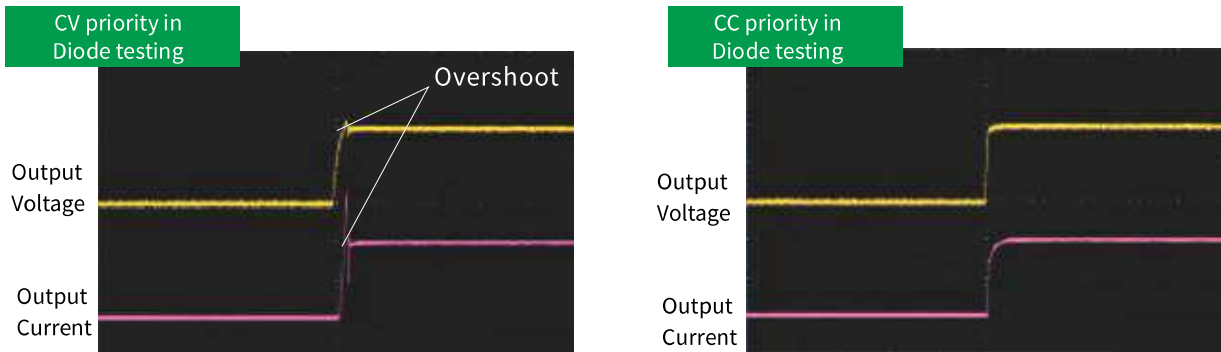 CV priority in
Diode testing
Overshoot
Output
Voltage
Output
Current
CC priority in
Diode testing
Output
Voltage
Output
Current